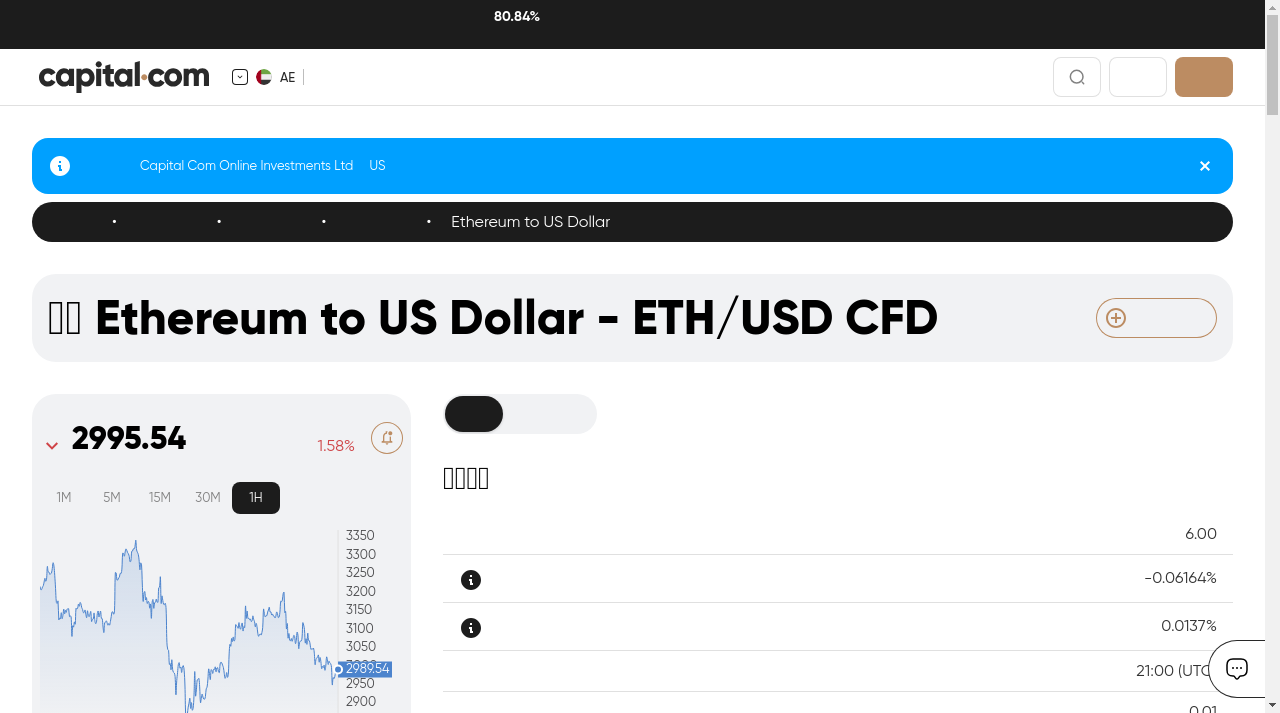 80.84%
capital.com
AE
Capital Com Online Investments Ltd US
Ethereum to US Dollar
Ethereum to US Dollar - ETH/USD CFD
2995.54
1.58%
1M 5M 15M 30M 1H
3350
3300
3250
3200
3150
3100
3050
2989.54
2950
2900
6.00
-0.06164%
0.0137%
21:00 (UTC
0.01